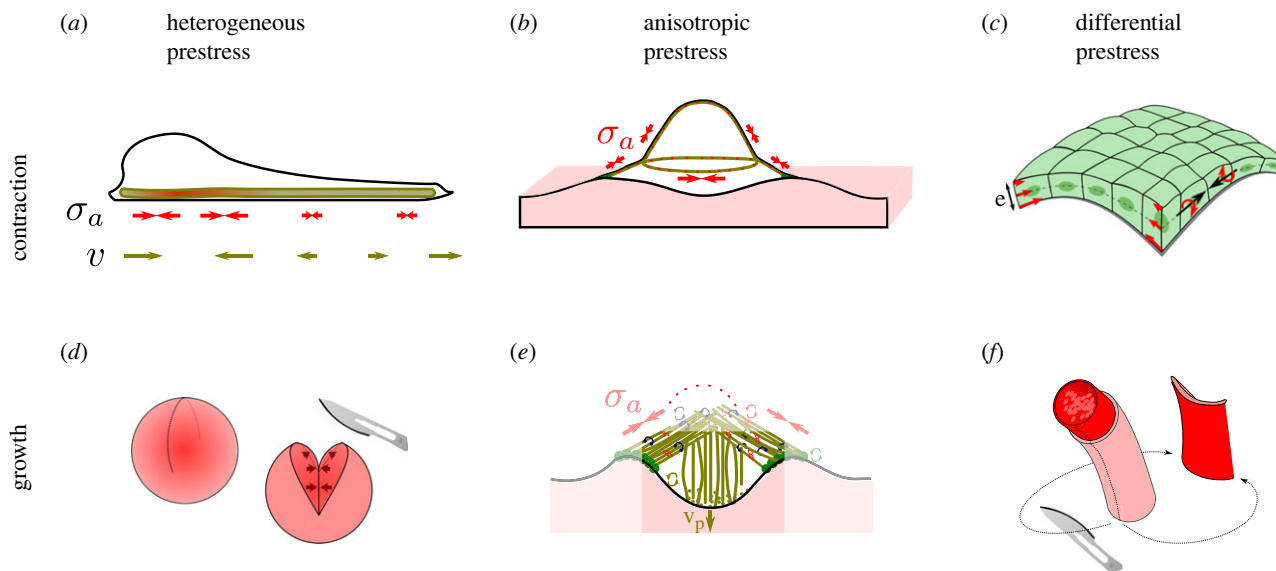 (a) heterogeneous prestress
(b) anisotropic prestress
(c) differential prestress
contraction
σa
v
σa
e
growth
(d)
(e)
(f)
σa
vp